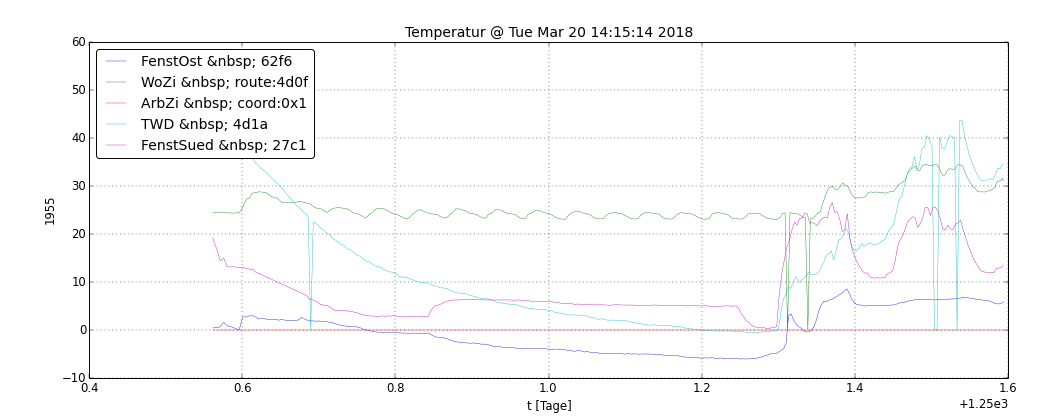 Temperatur @ Tue Mar 20 14:15:14 2018
60
50
40
30
20
10
0
−10
1955
FenstOst &nbsp; 62f6
WoZi &nbsp; route:4d0f
ArbZi &nbsp; coord:0x1
TWD &nbsp; 4d1a
FenstSued &nbsp; 27c1
0.4 0.6 0.8 1.0 1.2 1.4 1.6
t [Tage]
+1.25e3